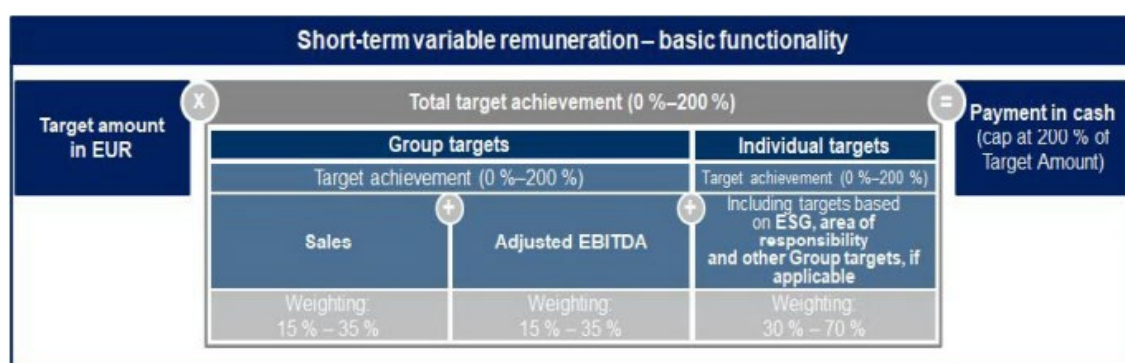 Short-term variable remuneration – basic functionality
Target amount
in EUR
x
Total target achievement (0 %–200 %)
=
Payment in cash
(cap at 200 % of
Target Amount)
Group targets
Individual targets
Target achievement (0 %–200 %)
Target achievement (0 %–200 %)
Sales
+
Adjusted EBITDA
+
Including targets based
on ESG, area of
responsibility
and other Group targets, if
applicable
Weighting:
15 % – 35 %
Weighting:
15 % – 35 %
Weighting:
30 % – 70 %